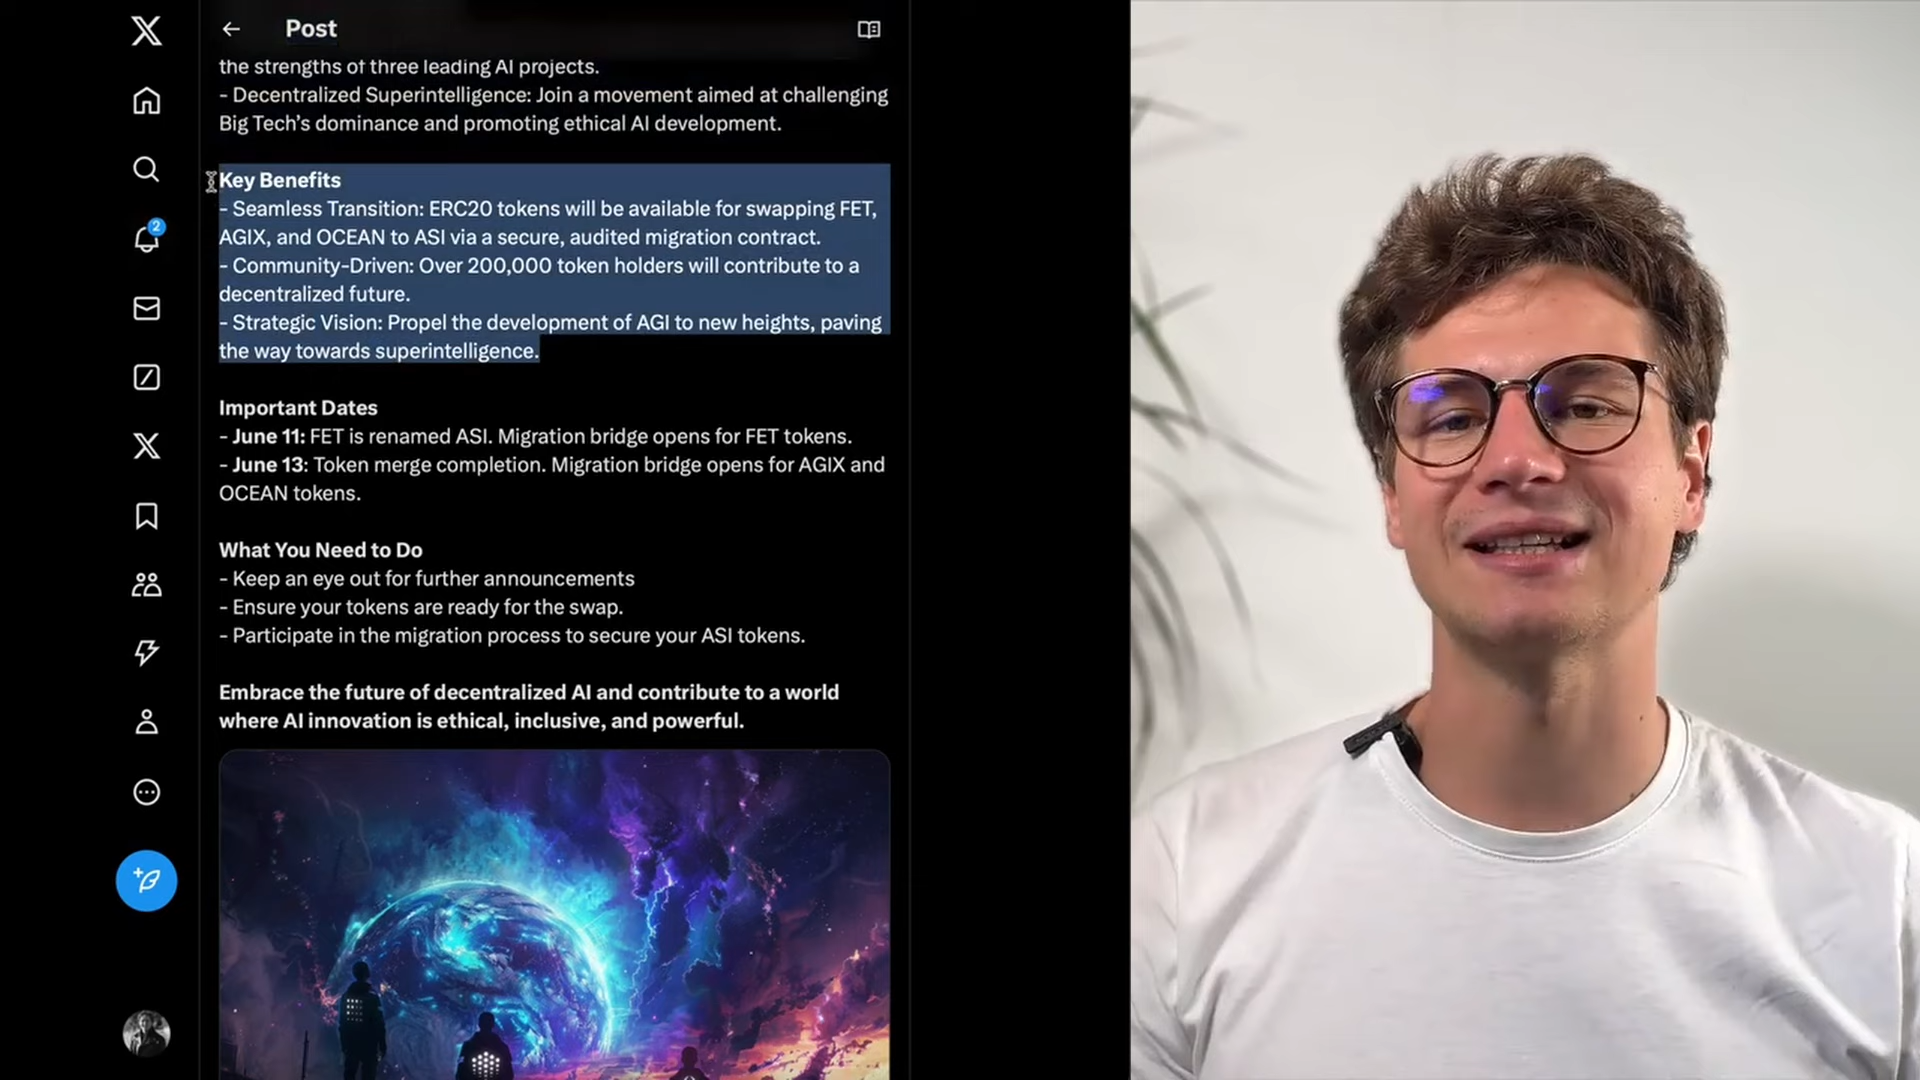 Post
the strengths of three leading AI projects.
- Decentralized Superintelligence: Join a movement aimed at challenging
Big Tech’s dominance and promoting ethical AI development.
Key Benefits
- Seamless Transition: ERC20 tokens will be available for swapping FET,
AGIX, and OCEAN to ASI via a secure, audited migration contract.
- Community-Driven: Over 200,000 token holders will contribute to a
decentralized future.
- Strategic Vision: Propel the development of AGI to new heights, paving
the way towards superintelligence.
Important Dates
- June 11: FET is renamed ASI. Migration bridge opens for FET tokens.
- June 13: Token merge completion. Migration bridge opens for AGIX and
OCEAN tokens.
What You Need to Do
- Keep an eye out for further announcements
- Ensure your tokens are ready for the swap.
- Participate in the migration process to secure your ASI tokens.
Embrace the future of decentralized AI and contribute to a world
where AI innovation is ethical, inclusive, and powerful.
2